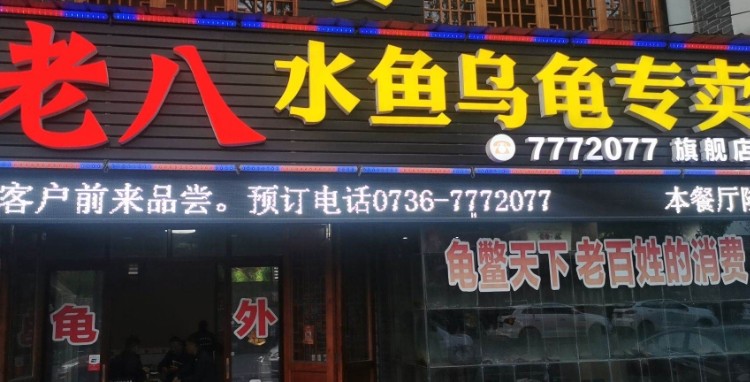 老八水鱼乌龟专卖
7772077 旗舰店
客户前来品尝。预订电话0736-7772077 本餐厅
龟鳖天下 老百姓的消费
龟 外